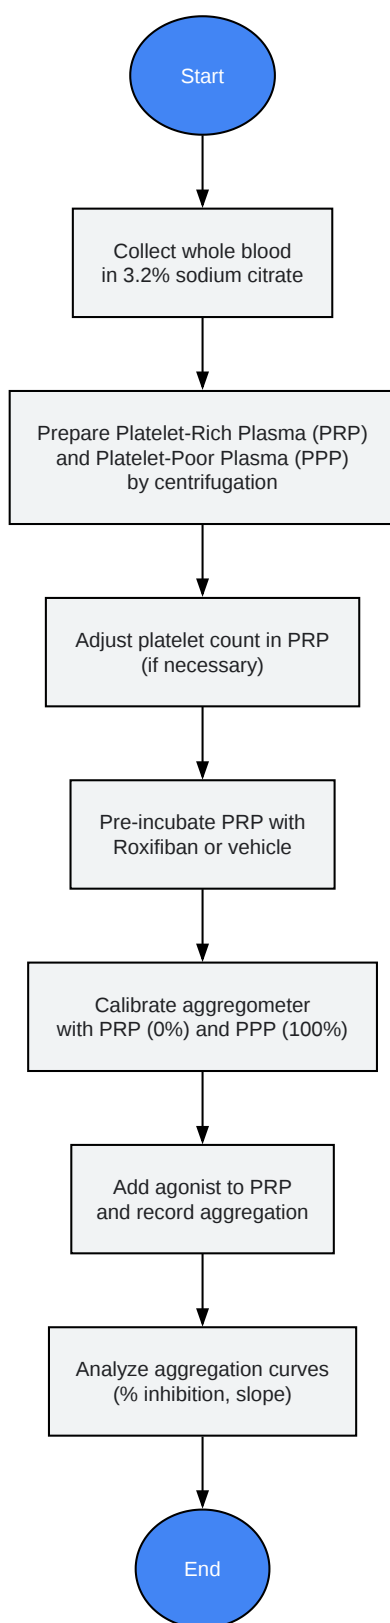 Start
Collect whole blood
in 3.2% sodium citrate
Prepare Platelet-Rich Plasma (PRP)
and Platelet-Poor Plasma (PPP)
by centrifugation
Adjust platelet count in PRP
(if necessary)
Pre-incubate PRP with
Roxifiban or vehicle
Calibrate aggregometer
with PRP (0%) and PPP (100%)
Add agonist to PRP
and record aggregation
Analyze aggregation curves
(% inhibition, slope)
End